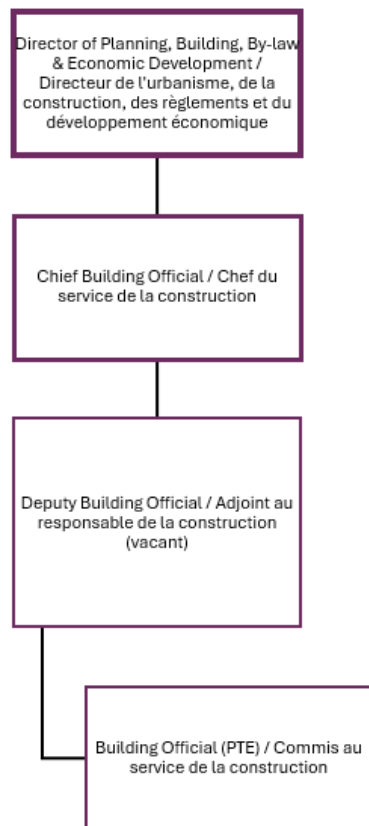 Director of Planning, Building, By-law
& Economic Development /
Directeur de l'urbanisme, de la
construction, des règlements et du
développement économique
Chief Building Official / Chef du
service de la construction
Deputy Building Official / Adjoint au
responsable de la construction
(vacant)
Building Official (PTE) / Commis au
service de la construction